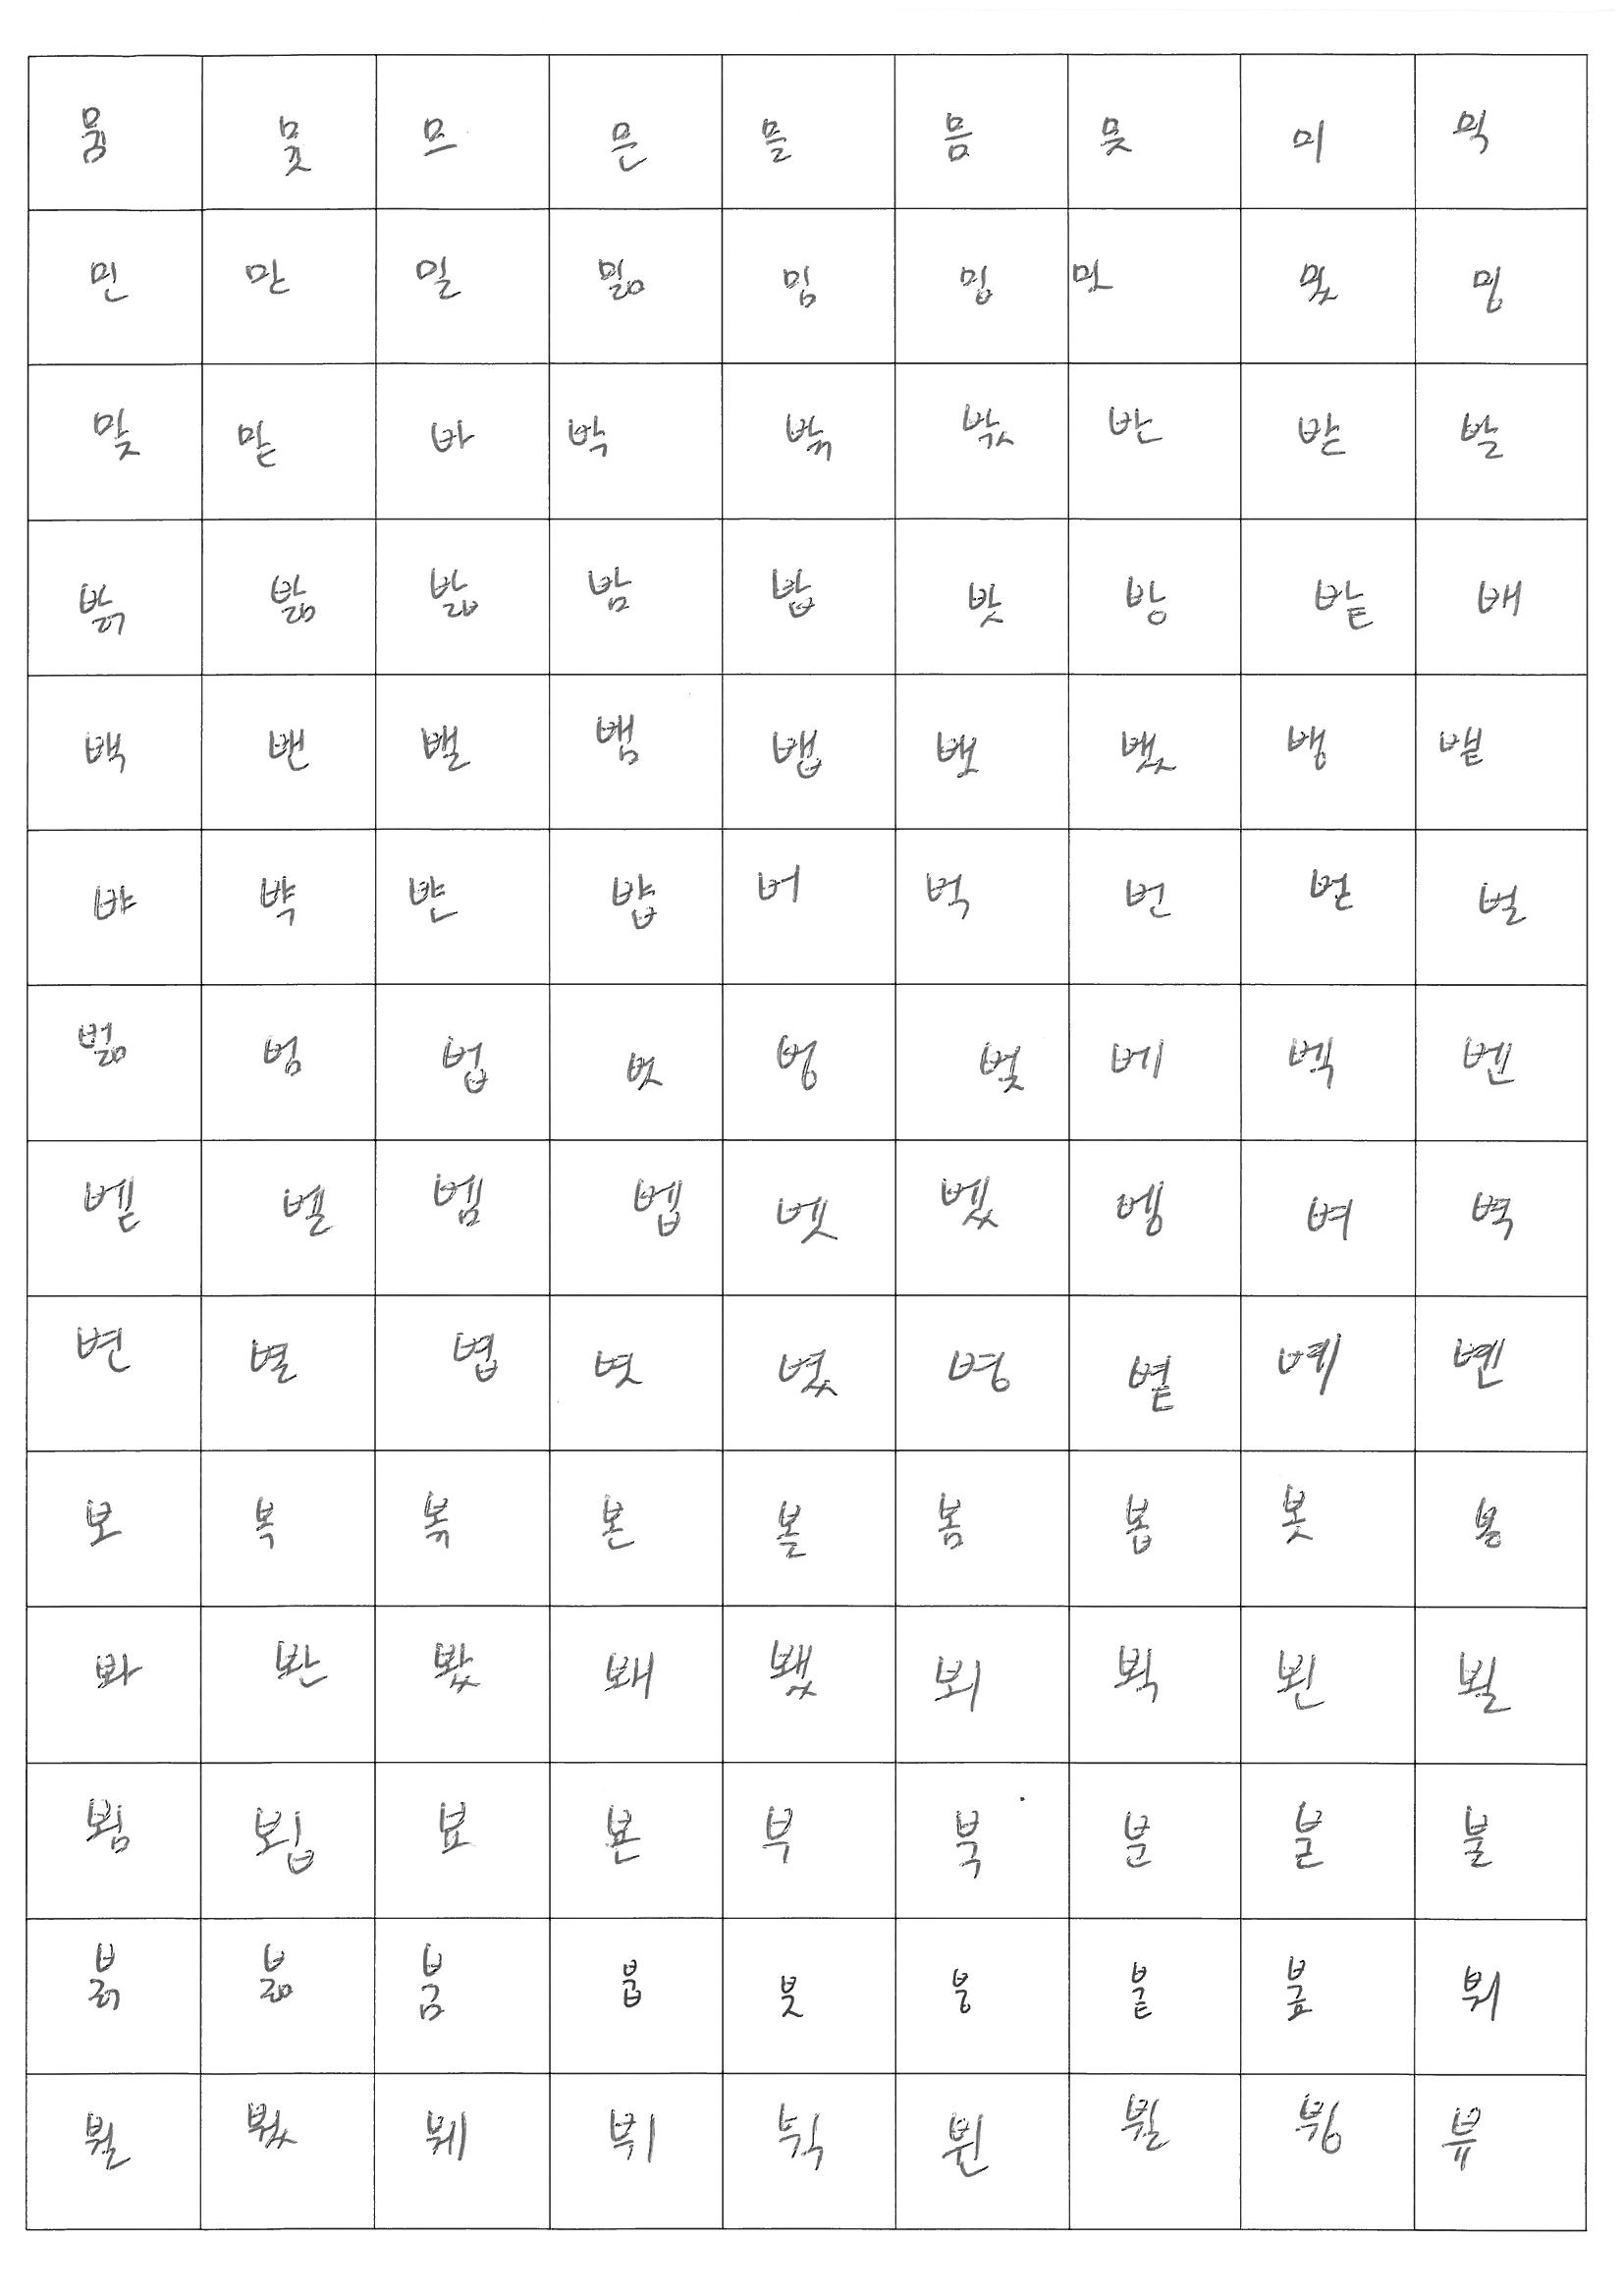 뮴 뮷 므 믄 믈 믐 믓 미 믹
민 믿 밀 밂 밈 밉 밋 밌 밍
및 밑 바 박 밖 밗 반 받 발
밝 밞 밟 밤 밥 밧 방 밭 배
백 밴 밸 뱀 뱁 뱃 뱄 뱅 뱉
뱌 뱍 뱐 뱝 버 벅 번 벋 벌
벎 범 법 벗 벙 벚 베 벡 벤
벧 벨 벰 벱 벳 벴 벵 벼 벽
변 별 볍 볏 볐 병 볕 볘 볜
보 복 볶 본 볼 봄 봅 봇 봉
봐 봔 봤 봬 뵀 뵈 뵉 뵌 뵐
뵘 뵙 뵤 뵨 부 북 분 붇 불
붉 붊 붐 붑 붓 붕 붙 붚 붜
붤 붰 붸 뷔 뷕 뷘 뷜 뷩 뷰